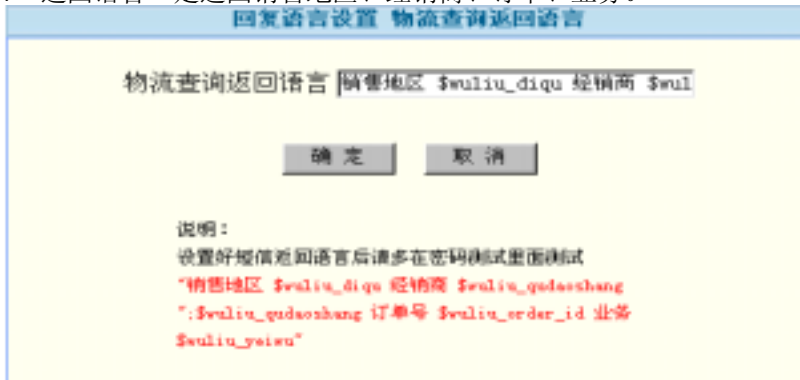 回复语言设置 物流查询返回语言
物流查询返回语言 销售地区 $wuliu_diqu 经销商 $wul
确 定 取 消
说明：
设置好短信返回语言后请多在密码测试里面测试
"销售地区 $wuliu_diqu 经销商 $wuliu_qudaoshang
":$wuliu_qudaoshang 订单号 $wuliu_order_id 业务
$wuliu_yeiwu"